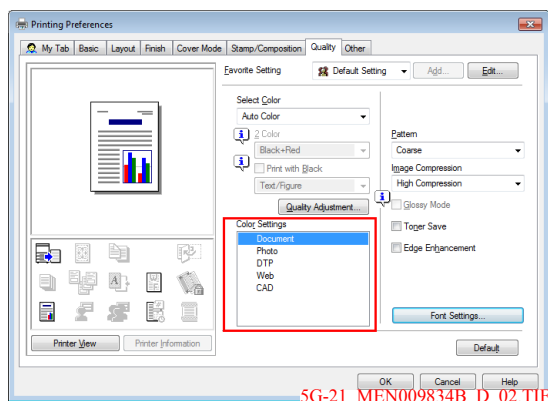 Printing Preferences
My Tab Basic Layout Finish Cover Mode Stamp/Composition Quality Other
Favorite Setting Default Setting Add... Edit...
Select Color
Auto Color
2 Color
Black+Red
Print with Black
Text/Figure
Quality Adjustment...
Color Settings
Document
Photo
DTP
Web
CAD
Pattern
Coarse
Image Compression
High Compression
Glossy Mode
Toner Save
Edge Enhancement
Font Settings...
Printer View Printer Information
Default
OK Cancel Help
5G-21_MEN009834B_D_02.TIF